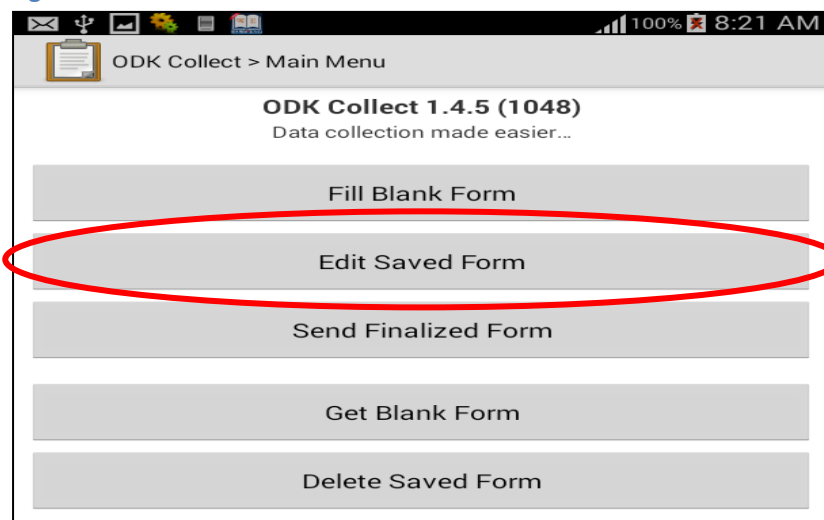 100% 8:21 AM
ODK Collect > Main Menu
ODK Collect 1.4.5 (1048)
Data collection made easier...
Fill Blank Form
Edit Saved Form
Send Finalized Form
Get Blank Form
Delete Saved Form